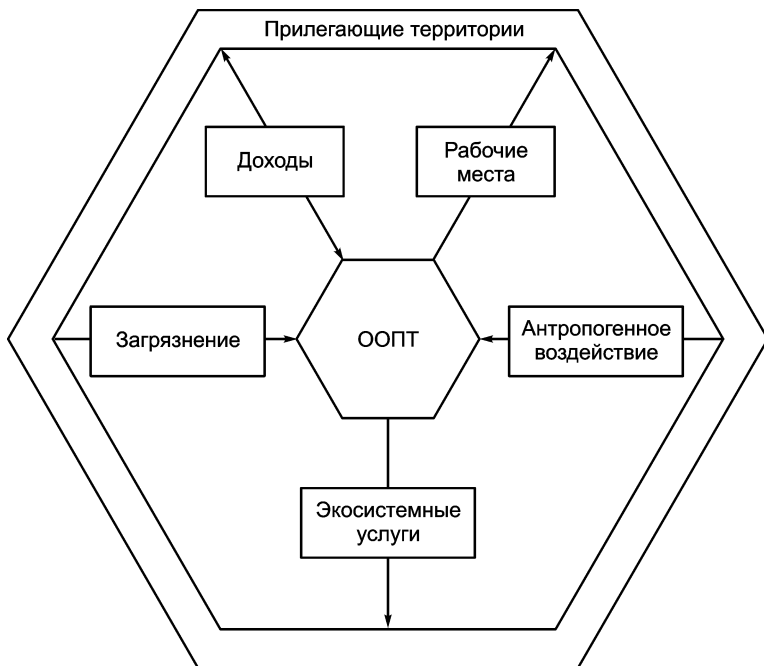 Прилегающие территории
Доходы
Рабочие
места
Загрязнение
ООПТ
Антропогенное
воздействие
Экосистемные
услуги